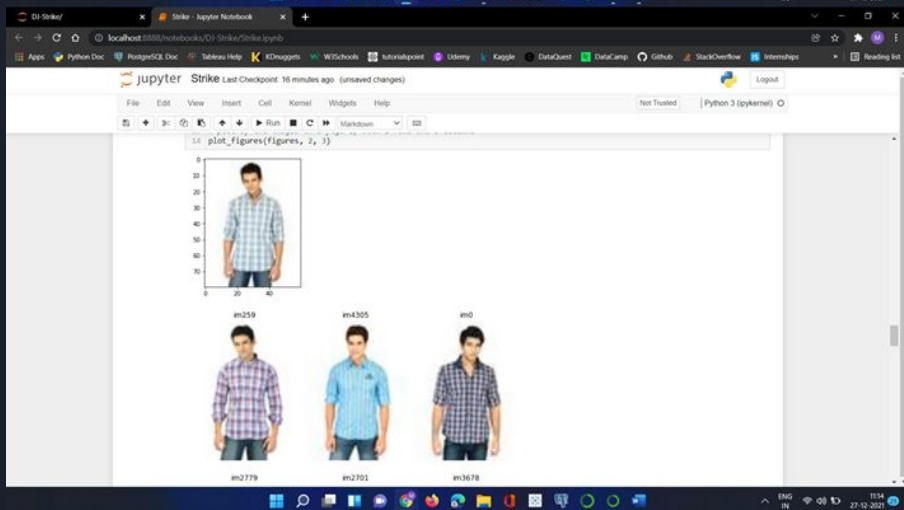 DJ-Strike/
Strike - Jupyter Notebook
localhost:8888/notebooks/DJ-Strike/Strike.ipynb
Apps Python Doc PostgreSQL Doc Tableau Help KDnuggets W3Schools tutorialspoint Udemy Kaggle DataQuest DataCamp Github StackOverflow Internships Reading list
jupyter Strike Last Checkpoint: 16 minutes ago (unsaved changes) Logout
File Edit View Insert Cell Kernel Widgets Help Not Trusted Python 3 (ipykernel)
Run Markdown
14 plot_figures(figures, 2, 3)
0
10
20
30
40
50
60
70
0 20 40
im259 im4305 im0
im2779 im2701 im3678
ENG 11:14
IN 27-12-2021